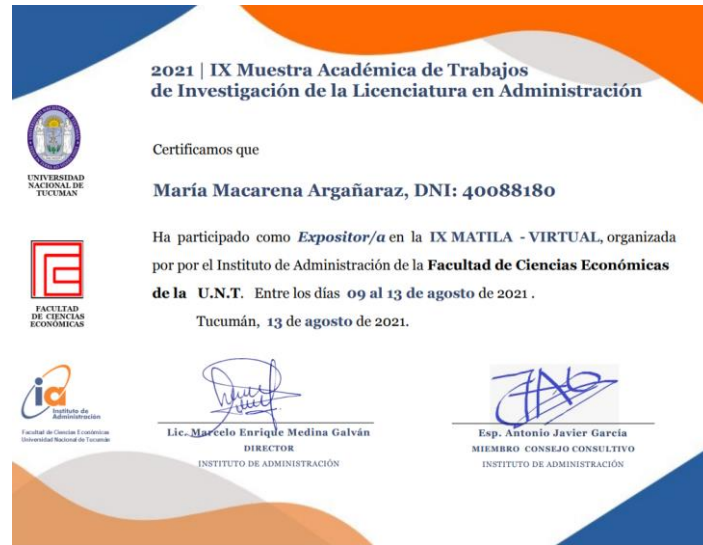 2021 | IX Muestra Académica de Trabajos
de Investigación de la Licenciatura en Administración
Certificamos que
María Macarena Argañaraz, DNI: 40088180
Ha participado como Expositor/a en la IX MATILA - VIRTUAL, organizada
por por el Instituto de Administración de la Facultad de Ciencias Económicas
de la U.N.T. Entre los días 09 al 13 de agosto de 2021 .
Tucumán, 13 de agosto de 2021.
UNIVERSIDAD
NACIONAL DE
TUCUMAN
FACULTAD
DE CIENCIAS
ECONÓMICAS
ia
Instituto de
Administración
Facultad de Ciencias Económicas
Universidad Nacional de Tucumán
Lic. Marcelo Enrique Medina Galván
DIRECTOR
INSTITUTO DE ADMINISTRACIÓN
Esp. Antonio Javier García
MIEMBRO CONSEJO CONSULTIVO
INSTITUTO DE ADMINISTRACIÓN